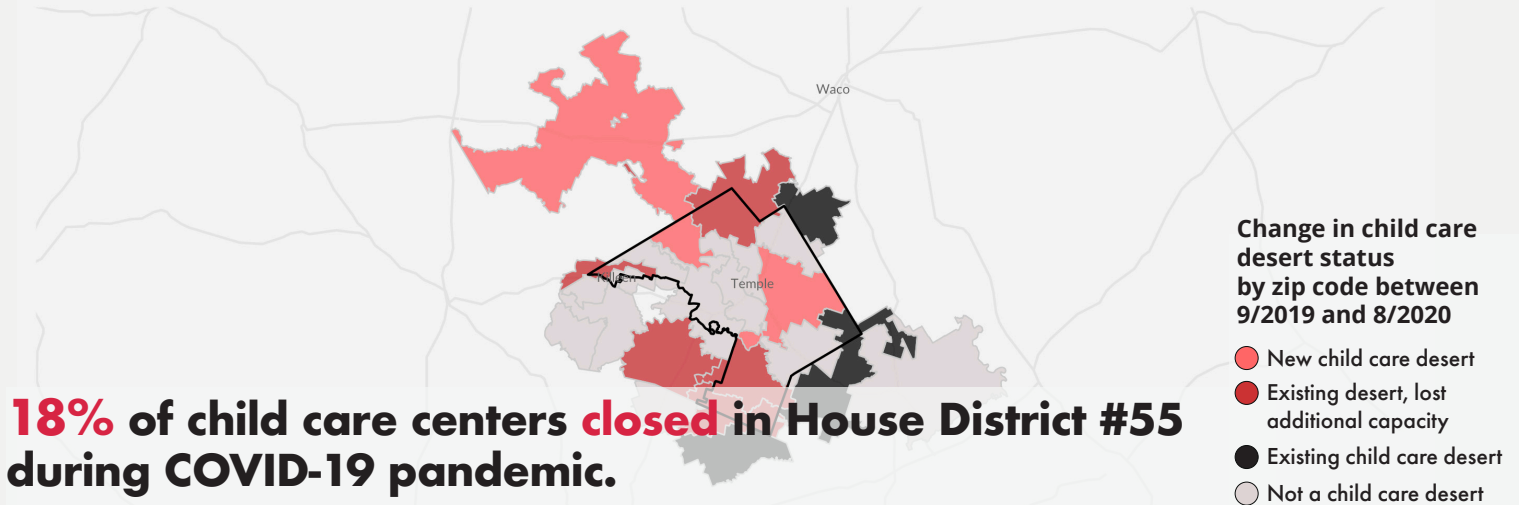 Waco
Killeen
Temple
Change in child care
desert status
by zip code between
9/2019 and 8/2020
New child care desert
Existing desert, lost
additional capacity
Existing child care desert
Not a child care desert
18% of child care centers closed in House District #55
during COVID-19 pandemic.